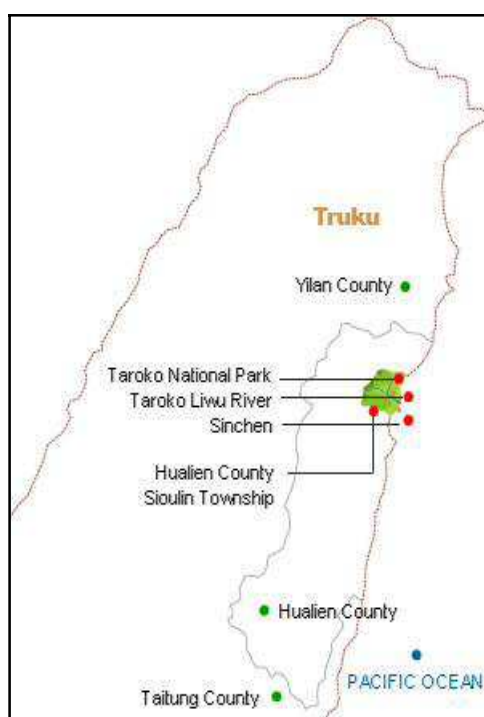 Truku
Yilan County
Taroko National Park
Taroko Liwu River
Sinchen
Hualien County
Sioulin Township
Hualien County
PACIFIC OCEAN
Taitung County